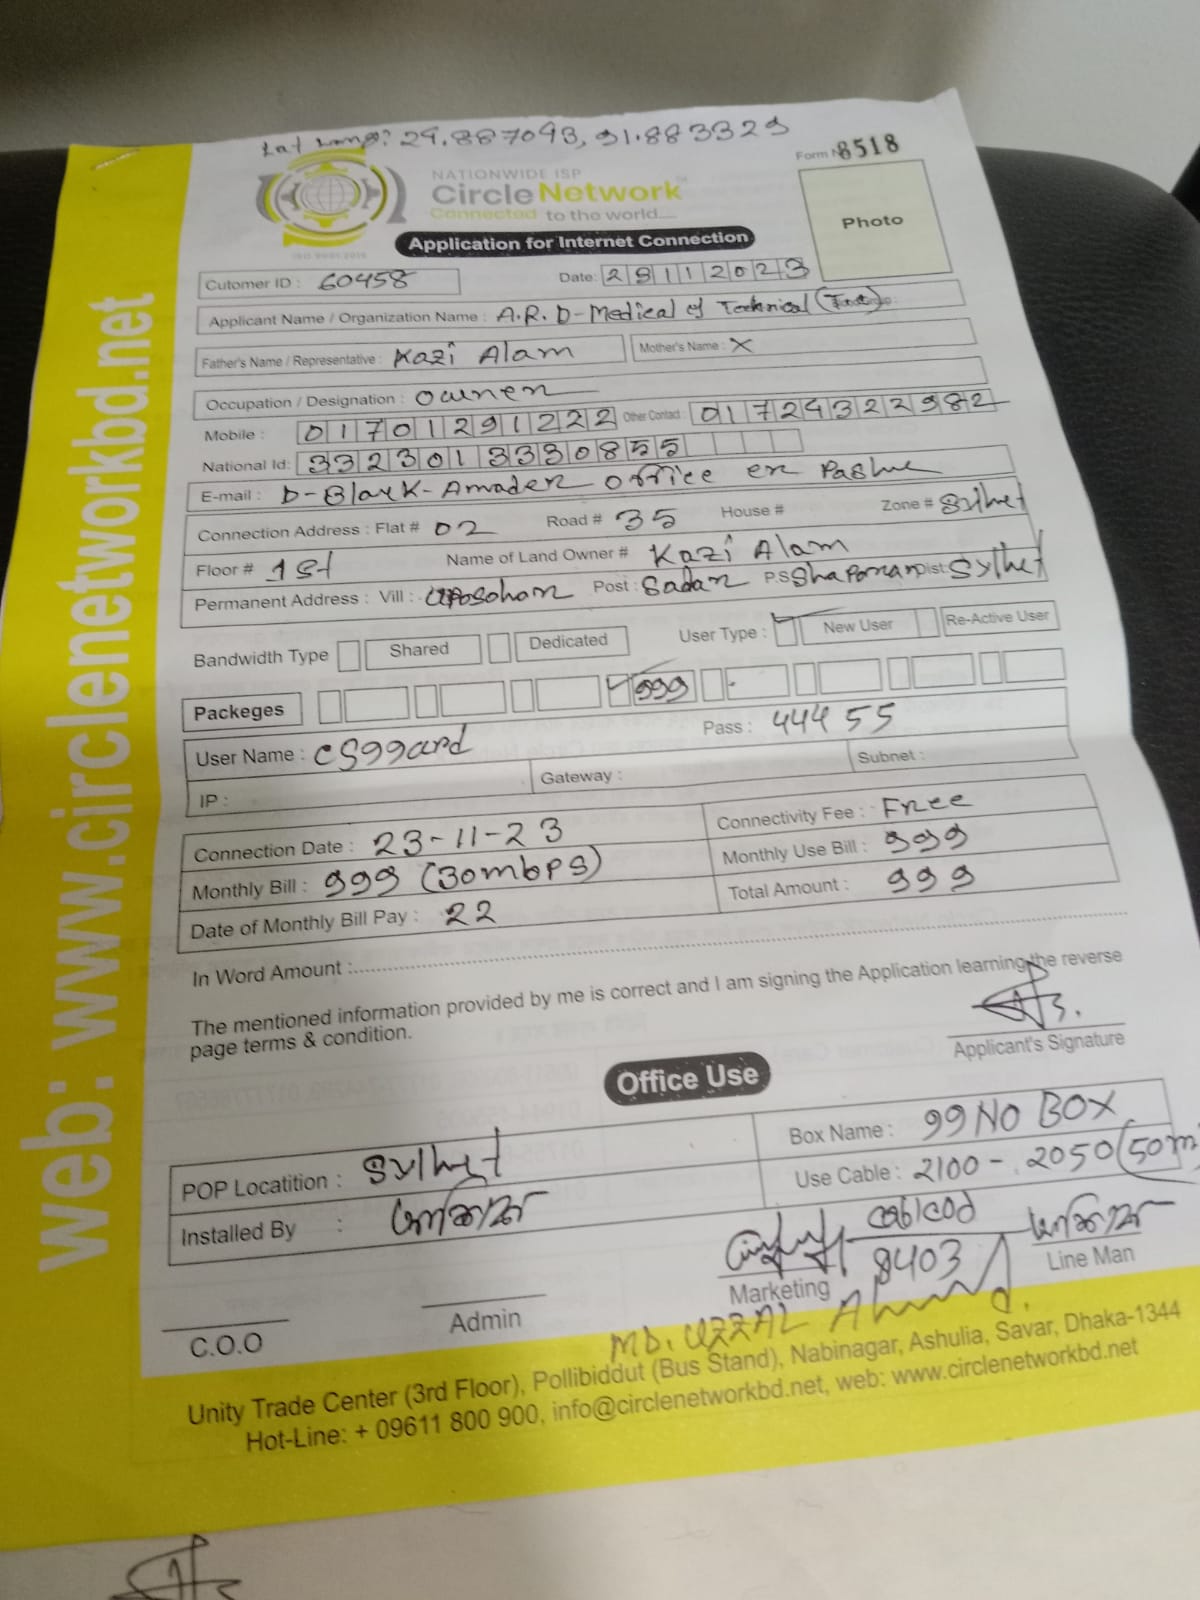 Lat Long: 24.887093, 91.883329
Form No 8518
NATIONWIDE ISP
Circle Network
Connected to the world....
Application for Internet Connection
Photo
Cutomer ID : 60458 Date: 29112023
Applicant Name / Organization Name : A.R.D-Medical of Technical
Father's Name / Representative : Kazi Alam Mother's Name : X
Occupation / Designation : Owner
Mobile : 01701291222 Other Contact : 01724322982
National Id: 3323013330855
E-mail : D-Block-Amader office er Pashe
Connection Address : Flat # 02 Road # 35 House # Zone # Sylhet
Floor # 1st Name of Land Owner # Kazi Alam
Permanent Address : Vill : Uposohor Post : Sadar P.S Shaporan Dist: Sylhet
Bandwidth Type Shared Dedicated User Type : New User Re-Active User
Packeges 999
User Name : cs99ard Pass : 44455
IP : Gateway : Subnet :
Connection Date : 23-11-23 Connectivity Fee : Free
Monthly Bill : 999 (30mbps) Monthly Use Bill : 999
Date of Monthly Bill Pay : 22 Total Amount : 999
In Word Amount :
The mentioned information provided by me is correct and I am signing the Application learning the reverse
page terms & condition.
Applicant's Signature
Office Use
POP Locatition : Sylhet Box Name : 99 NO BOX
Installed By : Use Cable : 2100 - 2050 (50m)
8403
C.O.O Admin Marketing Line Man
MD. UZZAL Ahmed.
Unity Trade Center (3rd Floor), Pollibiddut (Bus Stand), Nabinagar, Ashulia, Savar, Dhaka-1344
Hot-Line: + 09611 800 900, info@circlenetworkbd.net, web: www.circlenetworkbd.net
web: www.circlenetworkbd.net